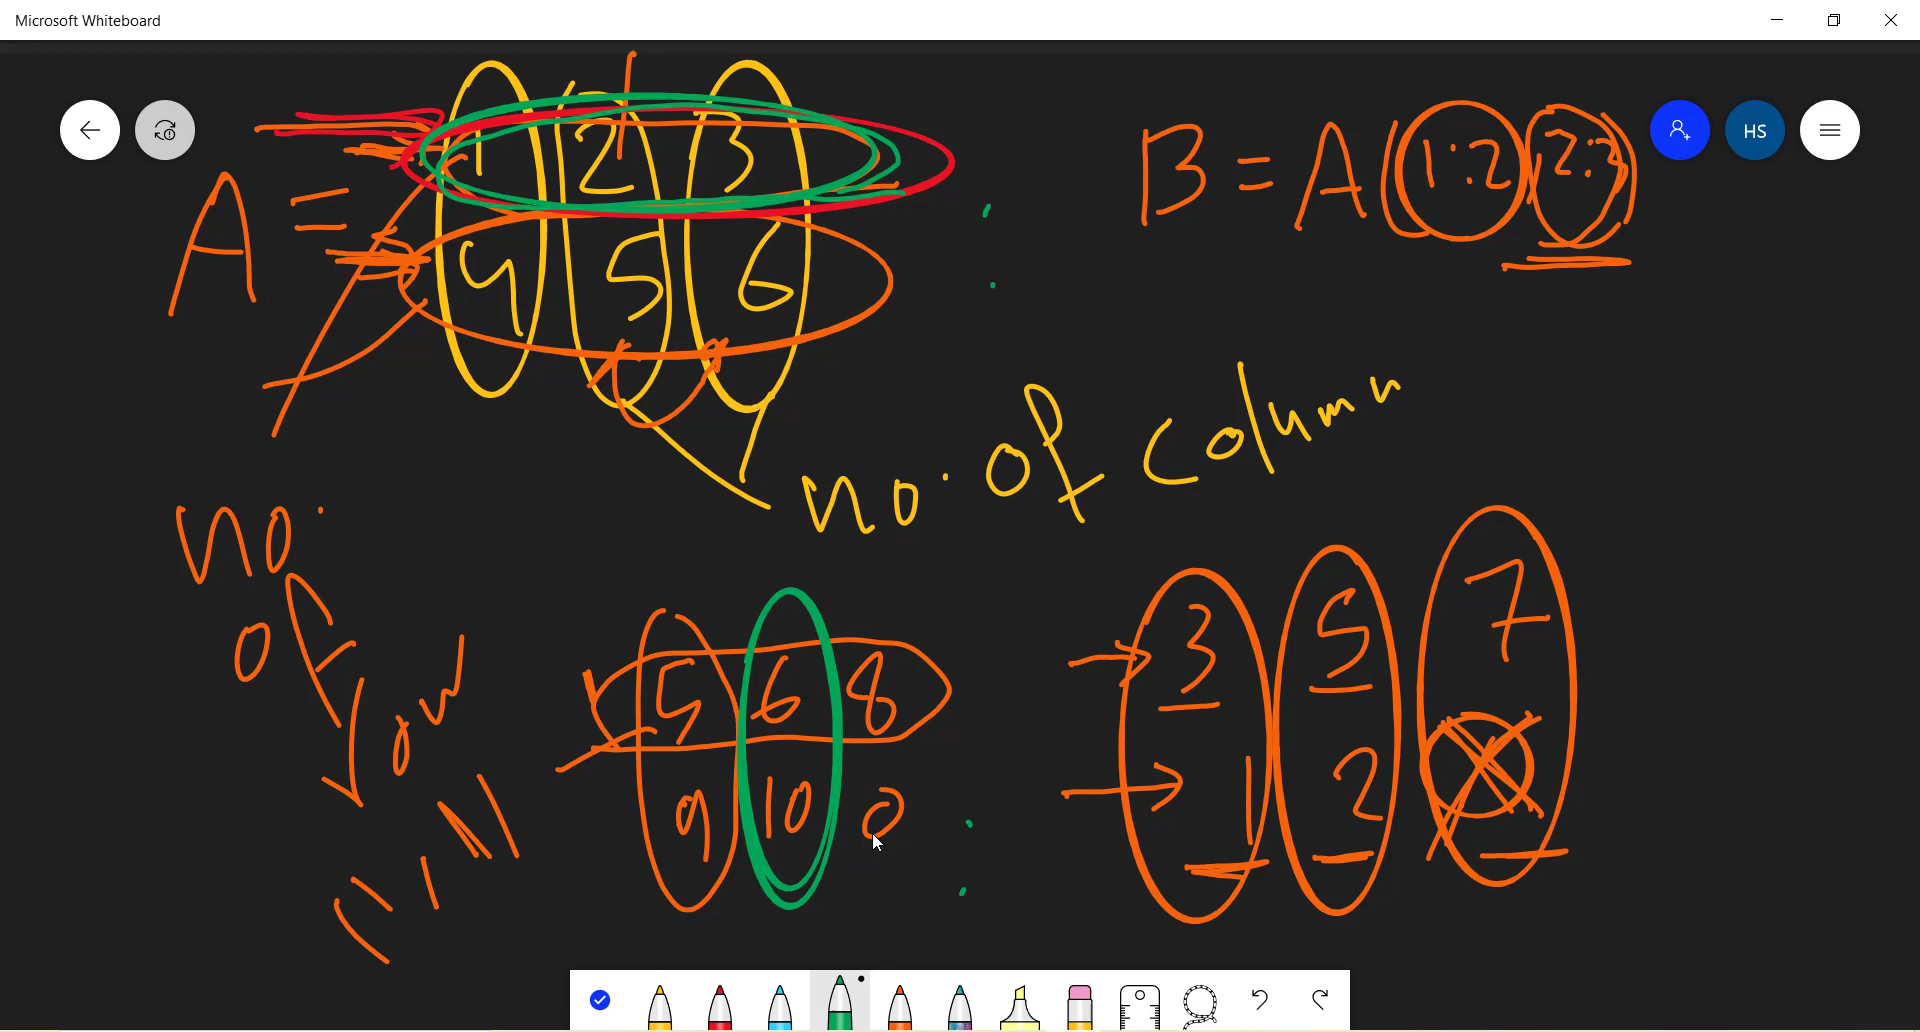 Microsoft Whiteboard
HS
A = 1 2 3
4 5 6
B = A(1:2, 2:3)
no. of column
no.
of
row
5 6 8
9 10 0
3 5 7
1 2